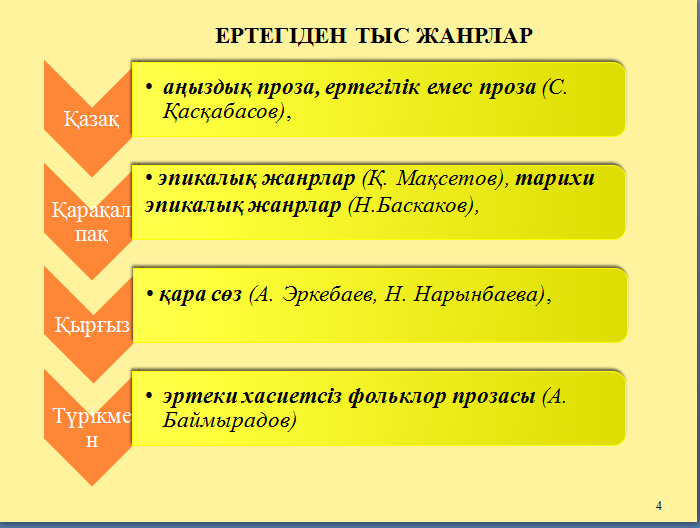 ЕРТЕГІДЕН ТЫС ЖАНРЛАР
Қазақ
• аңыздық проза, ертегілік емес проза (С.
Қасқабасов),
Қарақал
пақ
• эпикалық жанрлар (Қ. Мақсетов), тарихи
эпикалық жанрлар (Н.Баскаков),
Қырғыз
• қара сөз (А. Эркебаев, Н. Нарынбаева),
Түрікме
н
• эртеки хасиетсіз фольклор прозасы (А.
Баймырадов)
4